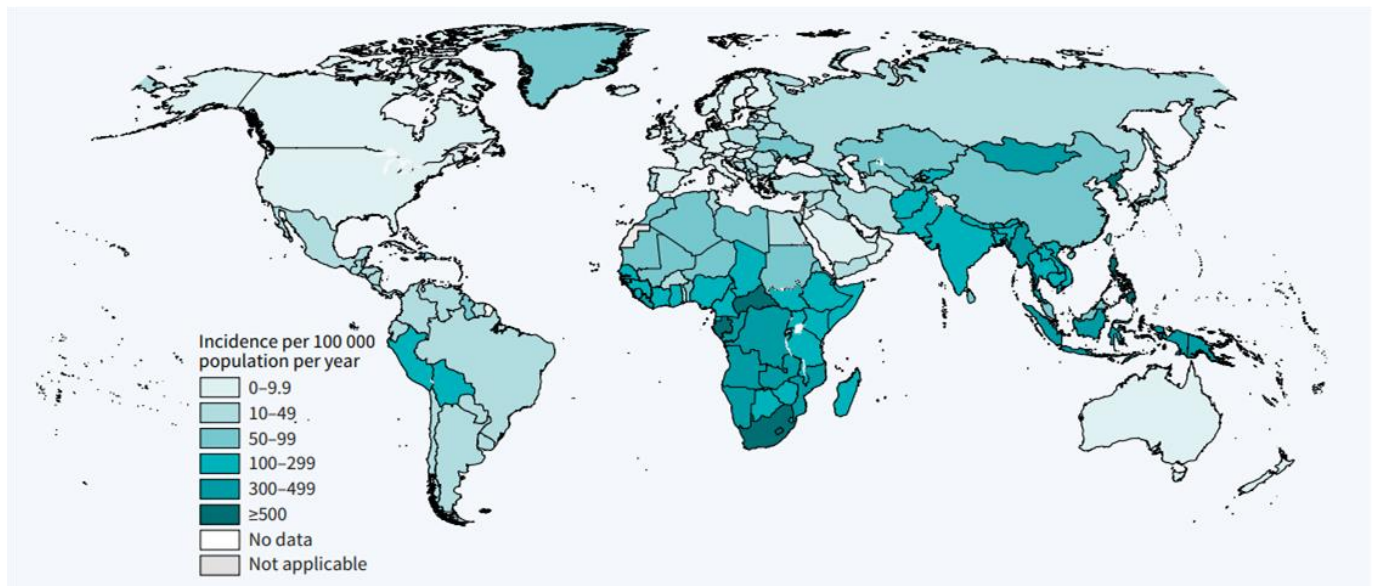 Incidence per 100 000
population per year
0–9.9
10–49
50–99
100–299
300–499
≥500
No data
Not applicable